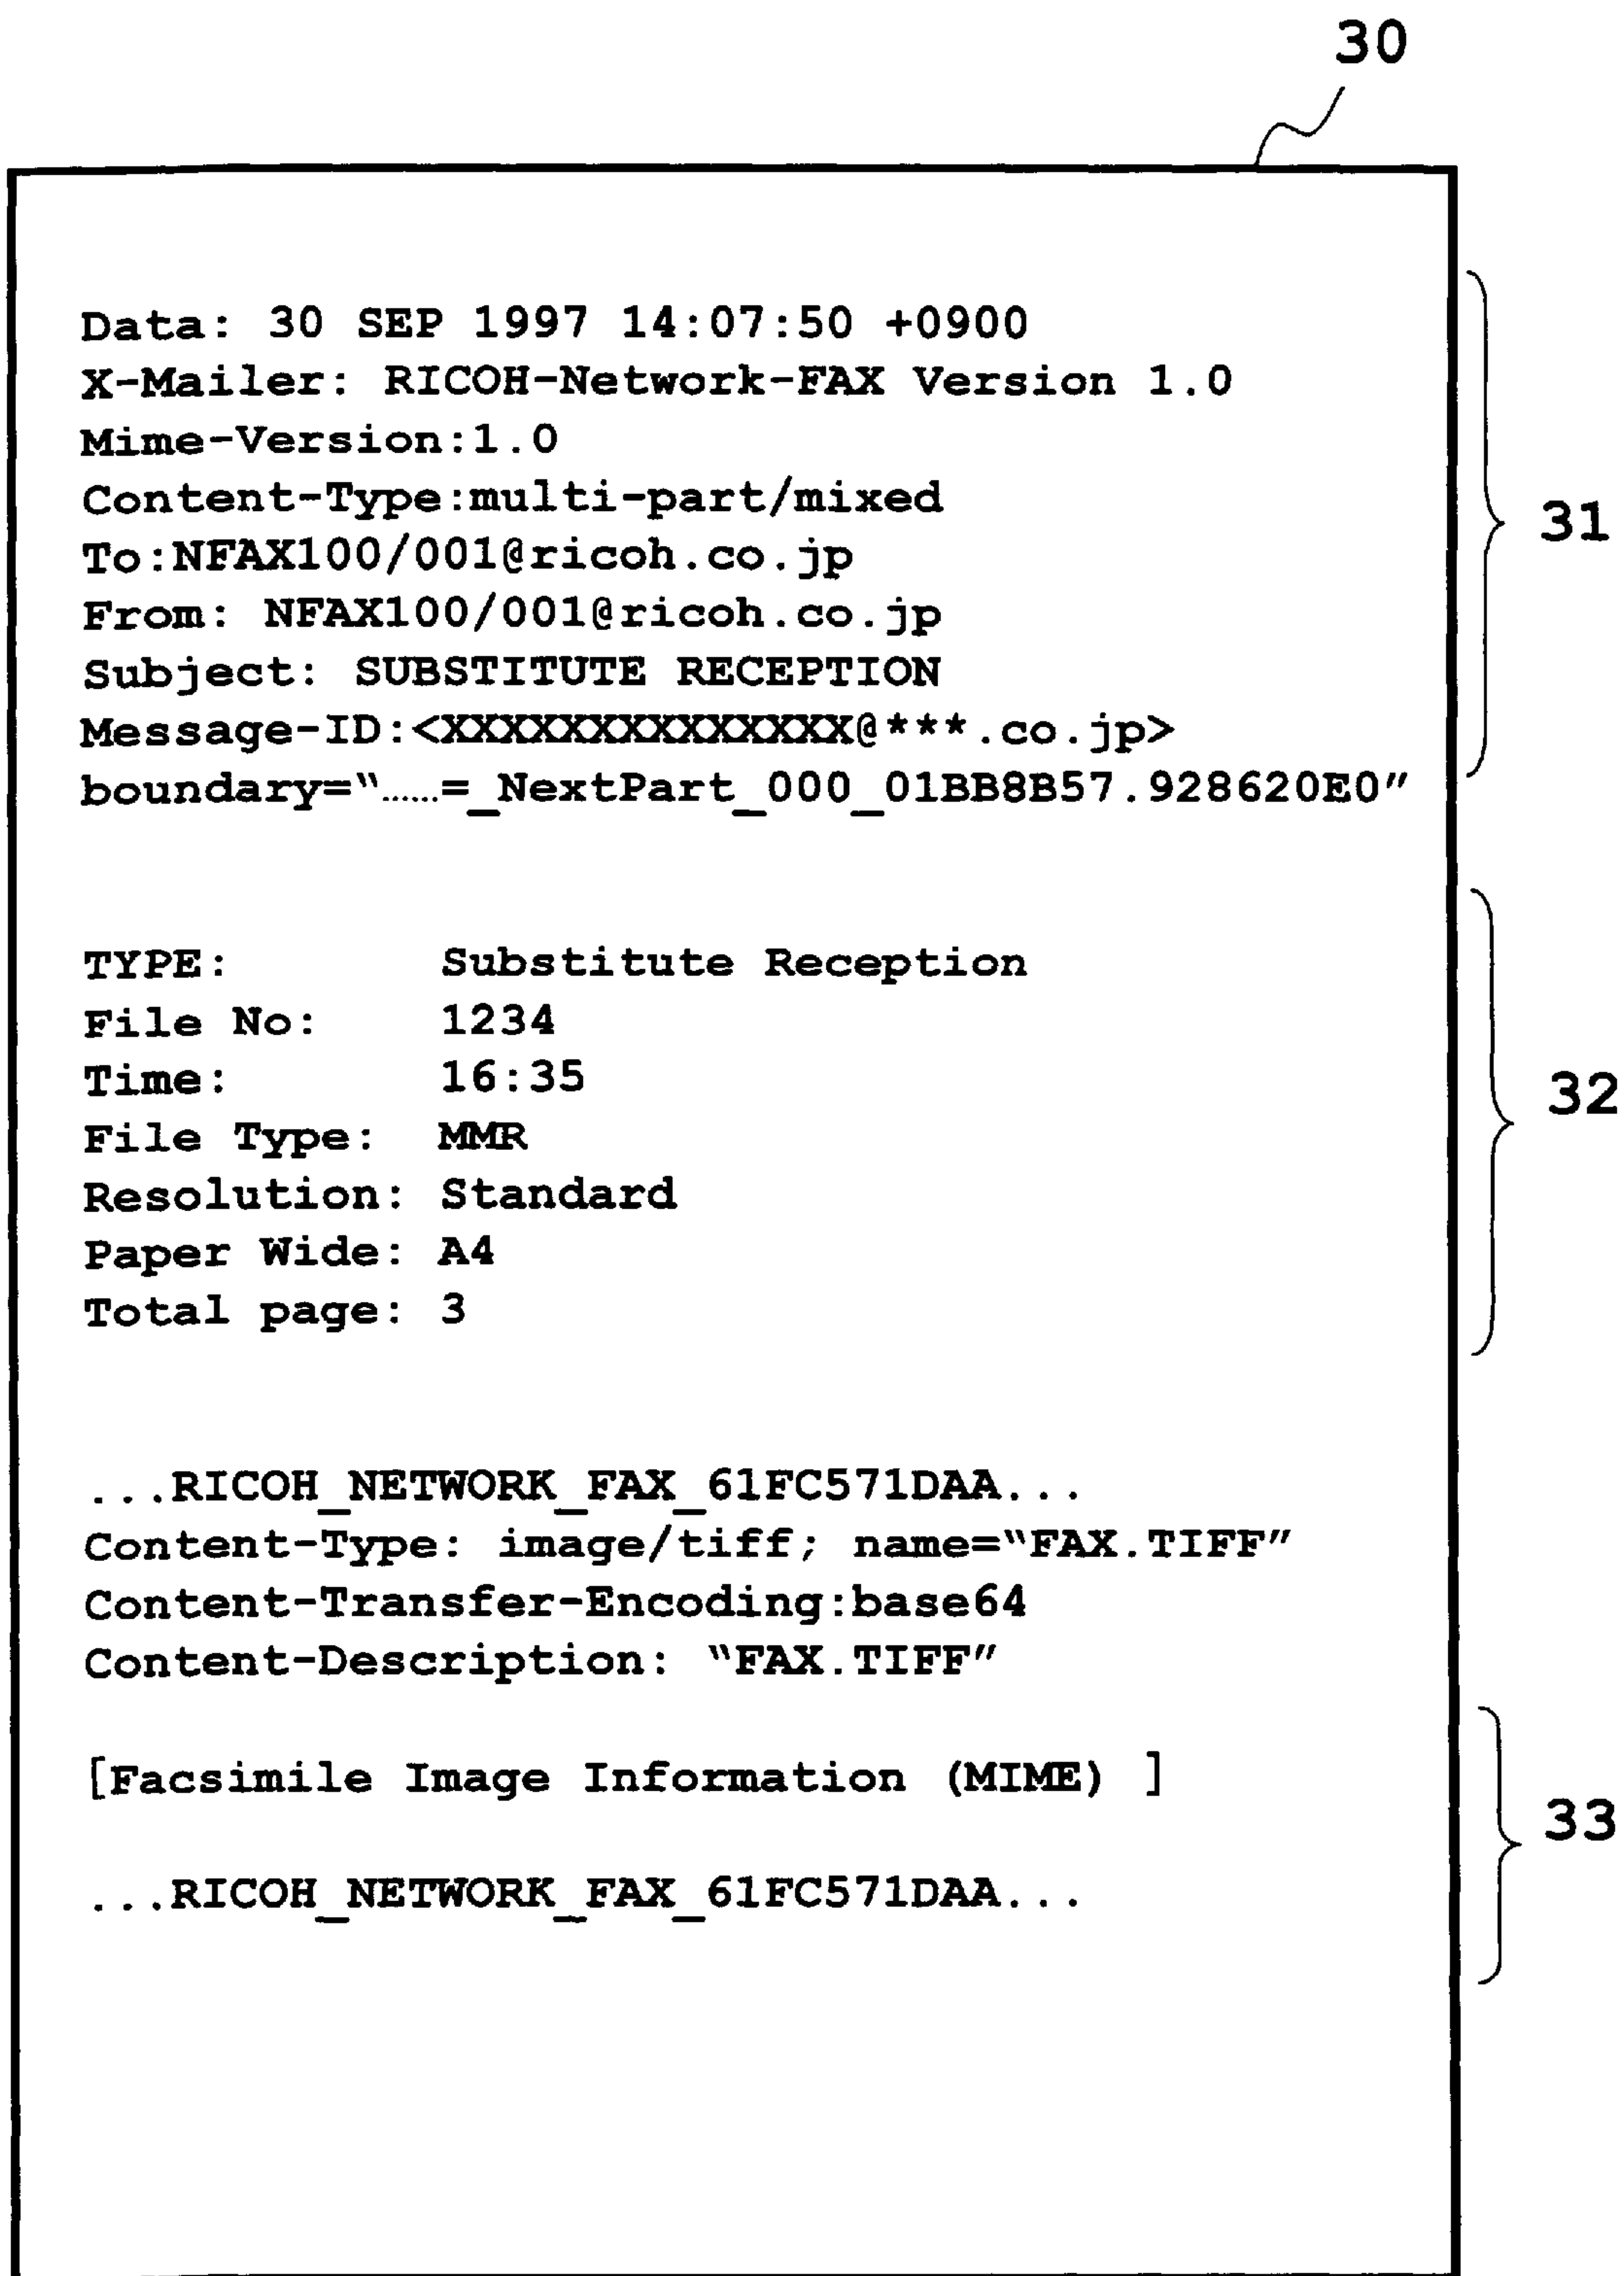 30
Data: 30 SEP 1997 14:07:50 +0900
X-Mailer: RICOH-Network-FAX Version 1.0
Mime-Version:1.0
Content-Type:multi-part/mixed
To:NFAX100/001@ricoh.co.jp
From: NFAX100/001@ricoh.co.jp
Subject: SUBSTITUTE RECEPTION
Message-ID:<XXXXXXXXXXXXXX@***.co.jp>
boundary="......=_NextPart_000_01BB8B57.928620E0"
31
TYPE: Substitute Reception
File No: 1234
Time: 16:35
File Type: MMR
Resolution: Standard
Paper Wide: A4
Total page: 3
32
...RICOH_NETWORK_FAX_61FC571DAA...
Content-Type: image/tiff; name="FAX.TIFF"
Content-Transfer-Encoding:base64
Content-Description: "FAX.TIFF"
[Facsimile Image Information (MIME) ]
33
...RICOH_NETWORK_FAX_61FC571DAA...